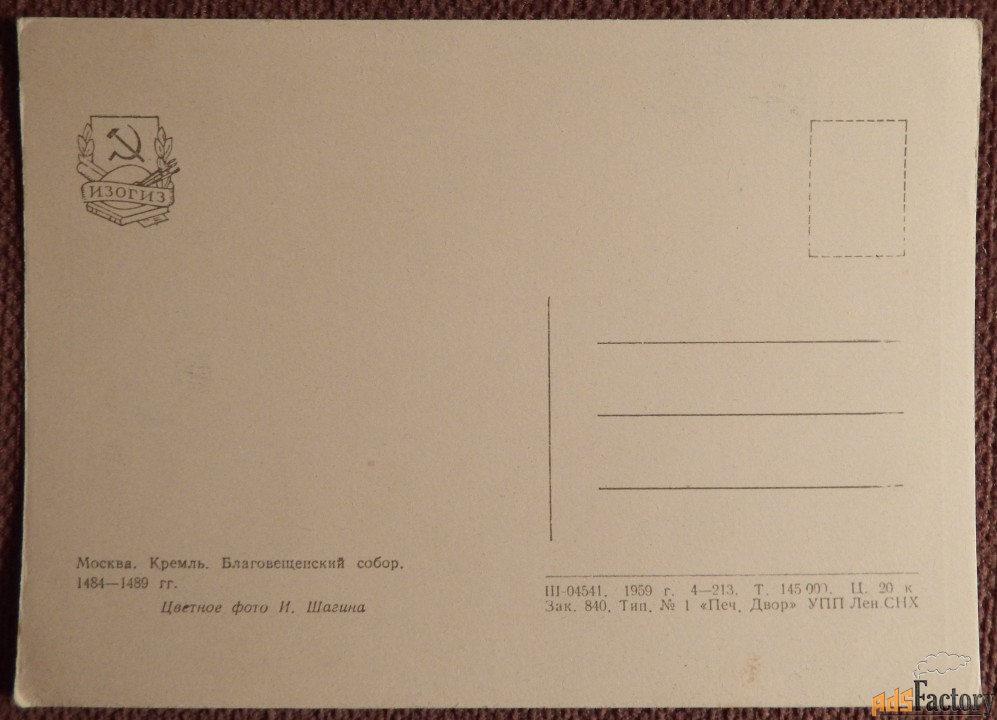 ИЗОГИЗ
Москва. Кремль. Благовещенский собор.
1484—1489 гг.
Цветное фото И. Шагина
Ш-04541. 1959 г. 4—213. Т. 145 000. Ц. 20 к
Зак. 840. Тип. № 1 «Печ. Двор» УПП Лен.СНХ
AdsFactory